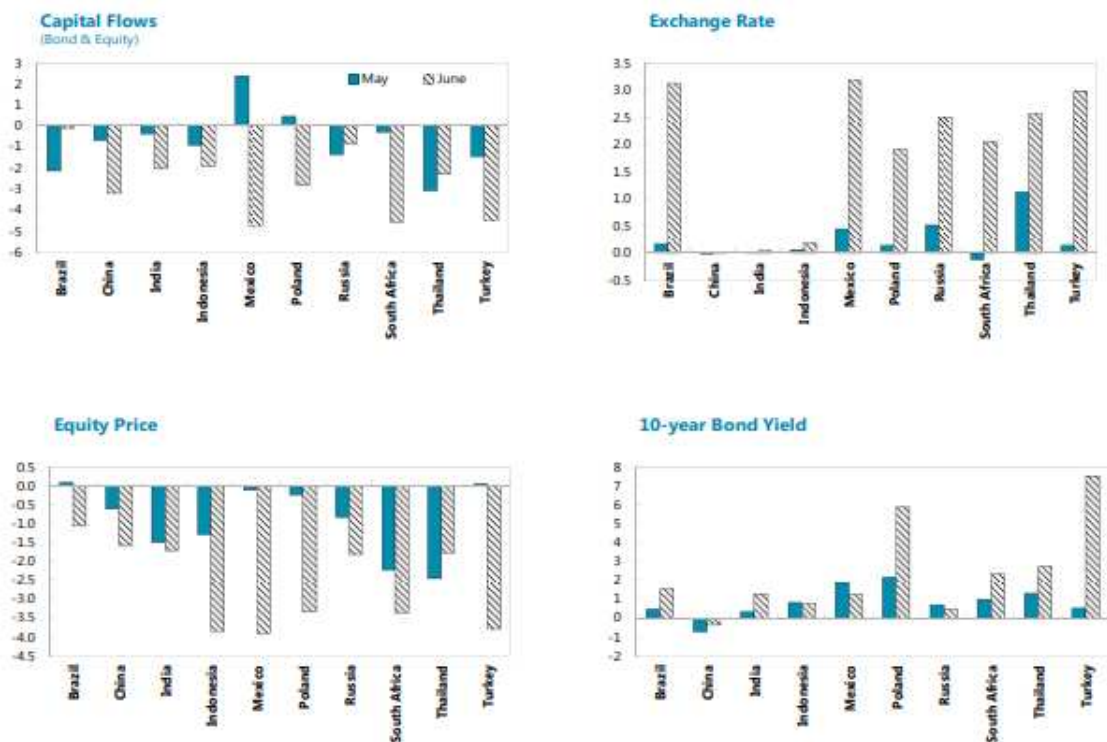 Capital Flows
(Bond & Equity)
3
2
1
0
-1
-2
-3
-4
-5
-6
May
June
Brazil
China
India
Indonesia
Mexico
Poland
Russia
South Africa
Thailand
Turkey
Exchange Rate
3.5
3.0
2.5
2.0
1.5
1.0
0.5
0.0
-0.5
Brazil
China
India
Indonesia
Mexico
Poland
Russia
South Africa
Thailand
Turkey
Equity Price
0.5
0.0
-0.5
-1.0
-1.5
-2.0
-2.5
-3.0
-3.5
-4.0
-4.5
Brazil
China
India
Indonesia
Mexico
Poland
Russia
South Africa
Thailand
Turkey
10-year Bond Yield
8
7
6
5
4
3
2
1
0
-1
-2
Brazil
China
India
Indonesia
Mexico
Poland
Russia
South Africa
Thailand
Turkey